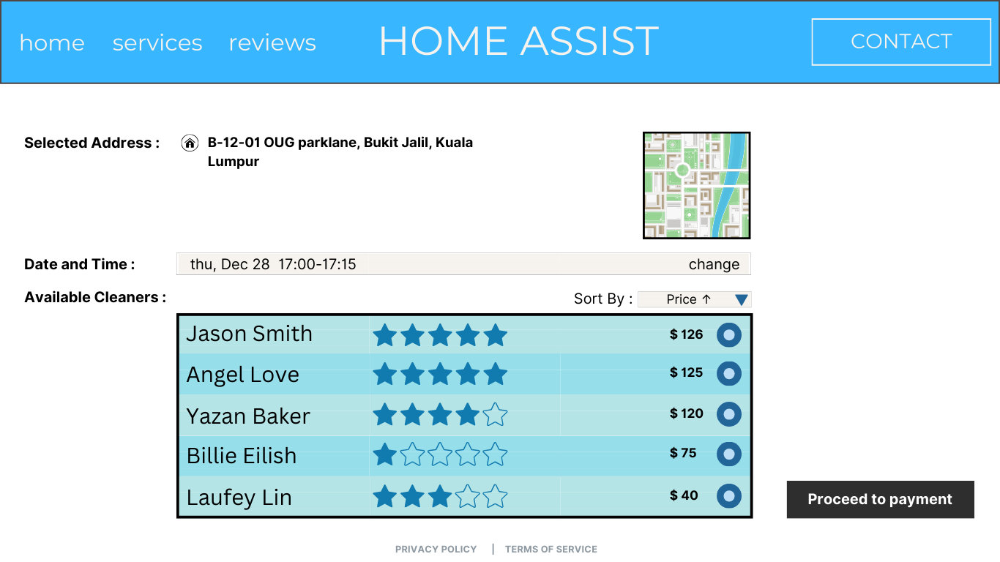 home services reviews HOME ASSIST CONTACT
Selected Address : B-12-01 OUG parklane, Bukit Jalil, Kuala
Lumpur
Date and Time : thu, Dec 28 17:00-17:15 change
Available Cleaners : Sort By : Price ↑
Jason Smith $ 126
Angel Love $ 125
Yazan Baker $ 120
Billie Eilish $ 75
Laufey Lin $ 40
Proceed to payment
PRIVACY POLICY | TERMS OF SERVICE